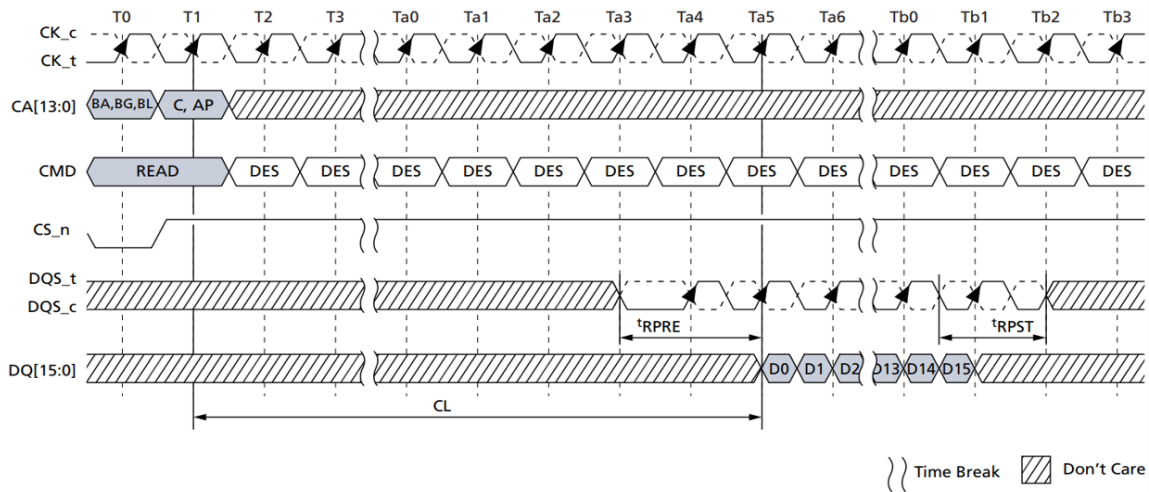 T0 T1 T2 T3 Ta0 Ta1 Ta2 Ta3 Ta4 Ta5 Ta6 Tb0 Tb1 Tb2 Tb3
CK_c
CK_t
CA[13:0] BA,BG,BL C, AP
CMD READ DES DES DES DES DES DES DES DES DES DES DES DES DES
CS_n
DQS_t
DQS_c
tRPRE tRPST
DQ[15:0] D0 D1 D2 D13 D14 D15
CL
Time Break Don't Care